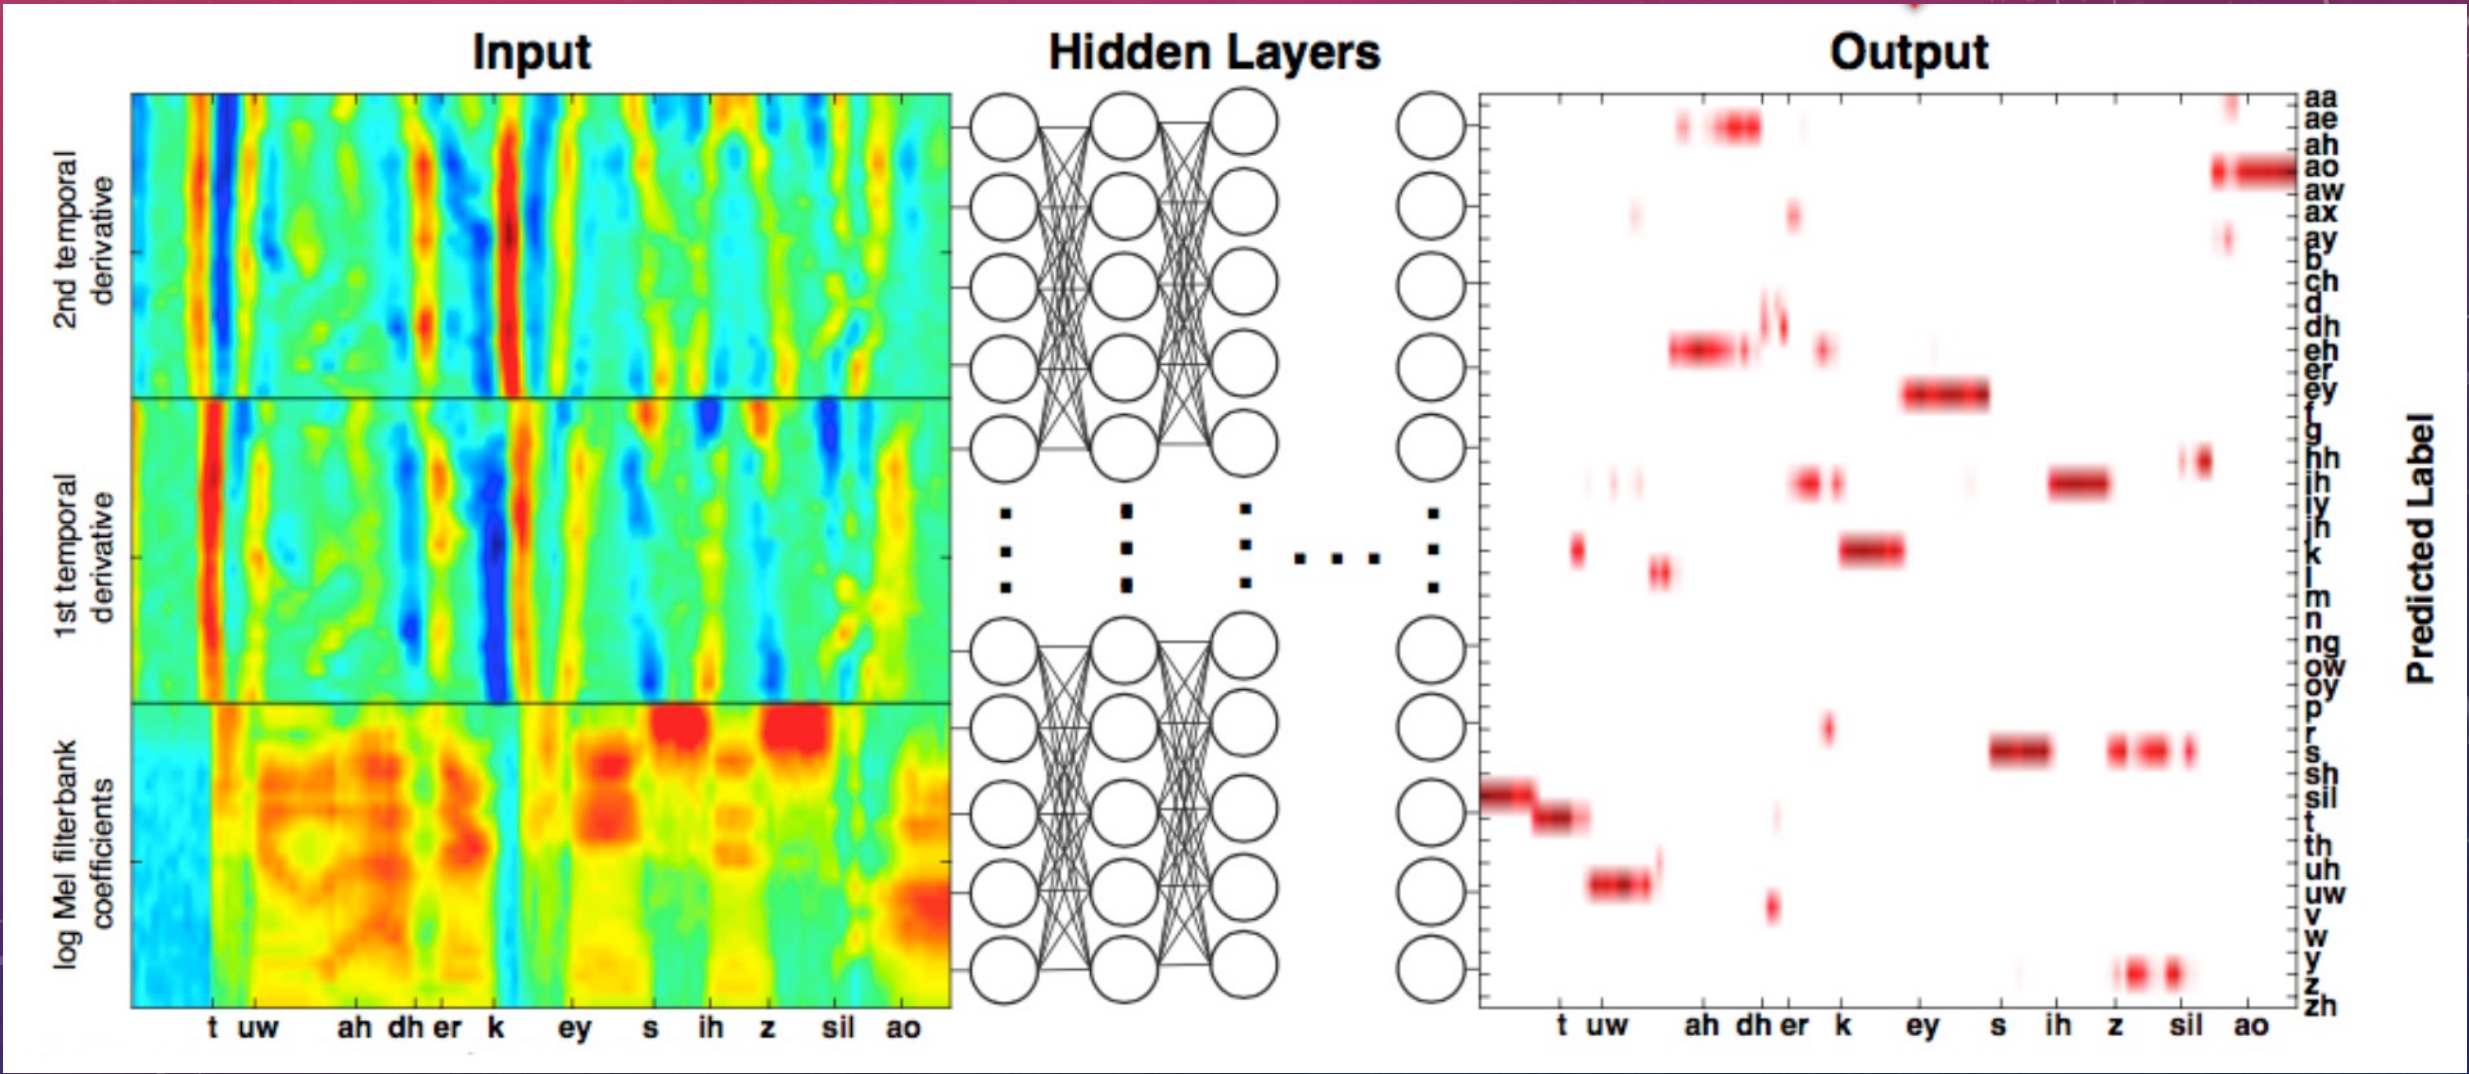 Input
Hidden Layers
Output
2nd temporal
derivative
1st temporal
derivative
log Mel filterbank
coefficients
t uw ah dh er k ey s ih z sil ao
aa
ae
ah
ao
aw
ax
ay
b
ch
d
dh
eh
er
ey
f
g
hh
ih
iy
jh
k
l
m
n
ng
ow
oy
p
r
s
sh
sil
t
th
uh
uw
v
w
y
z
zh
Predicted Label
t uw ah dh er k ey s ih z sil ao